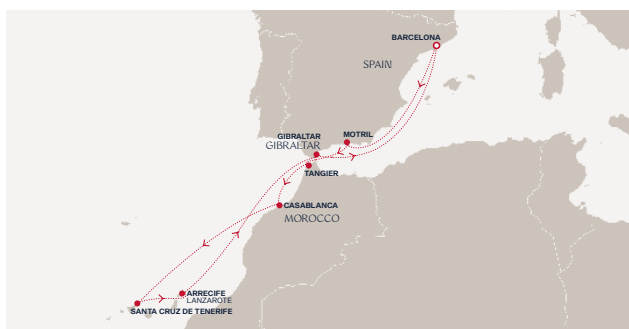 BARCELONA
SPAIN
GIBRALTAR
MOTRIL
GIBRALTAR
TANGIER
CASABLANCA
MOROCCO
ARRECIFE
LANZAROTE
SANTA CRUZ DE TENERIFE